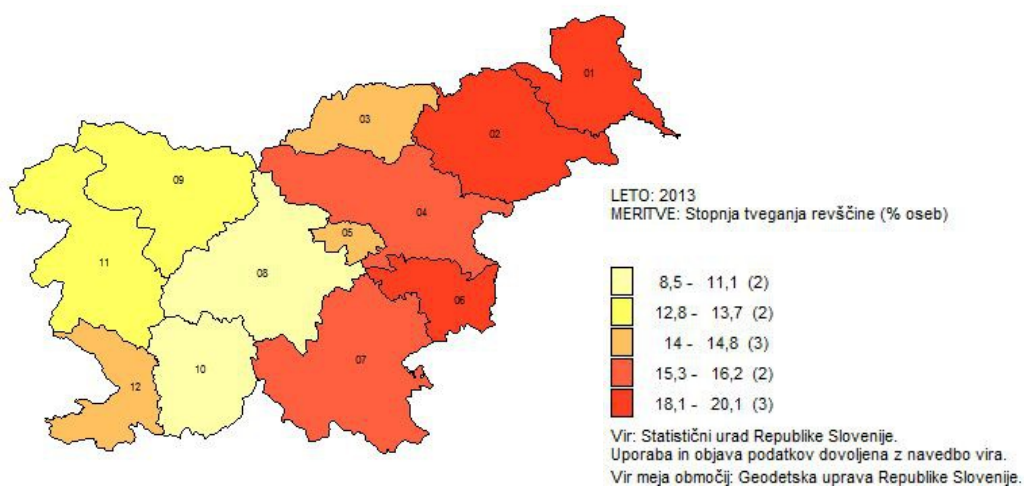 01
02
03
09
04
05
11
08
06
07
10
12
LETO: 2013
MERITVE: Stopnja tveganja revščine (% oseb)
8,5 - 11,1 (2)
12,8 - 13,7 (2)
14 - 14,8 (3)
15,3 - 16,2 (2)
18,1 - 20,1 (3)
Vir: Statistični urad Republike Slovenije.
Uporaba in objava podatkov dovoljena z navedbo vira.
Vir meja območij: Geodetska uprava Republike Slovenije.